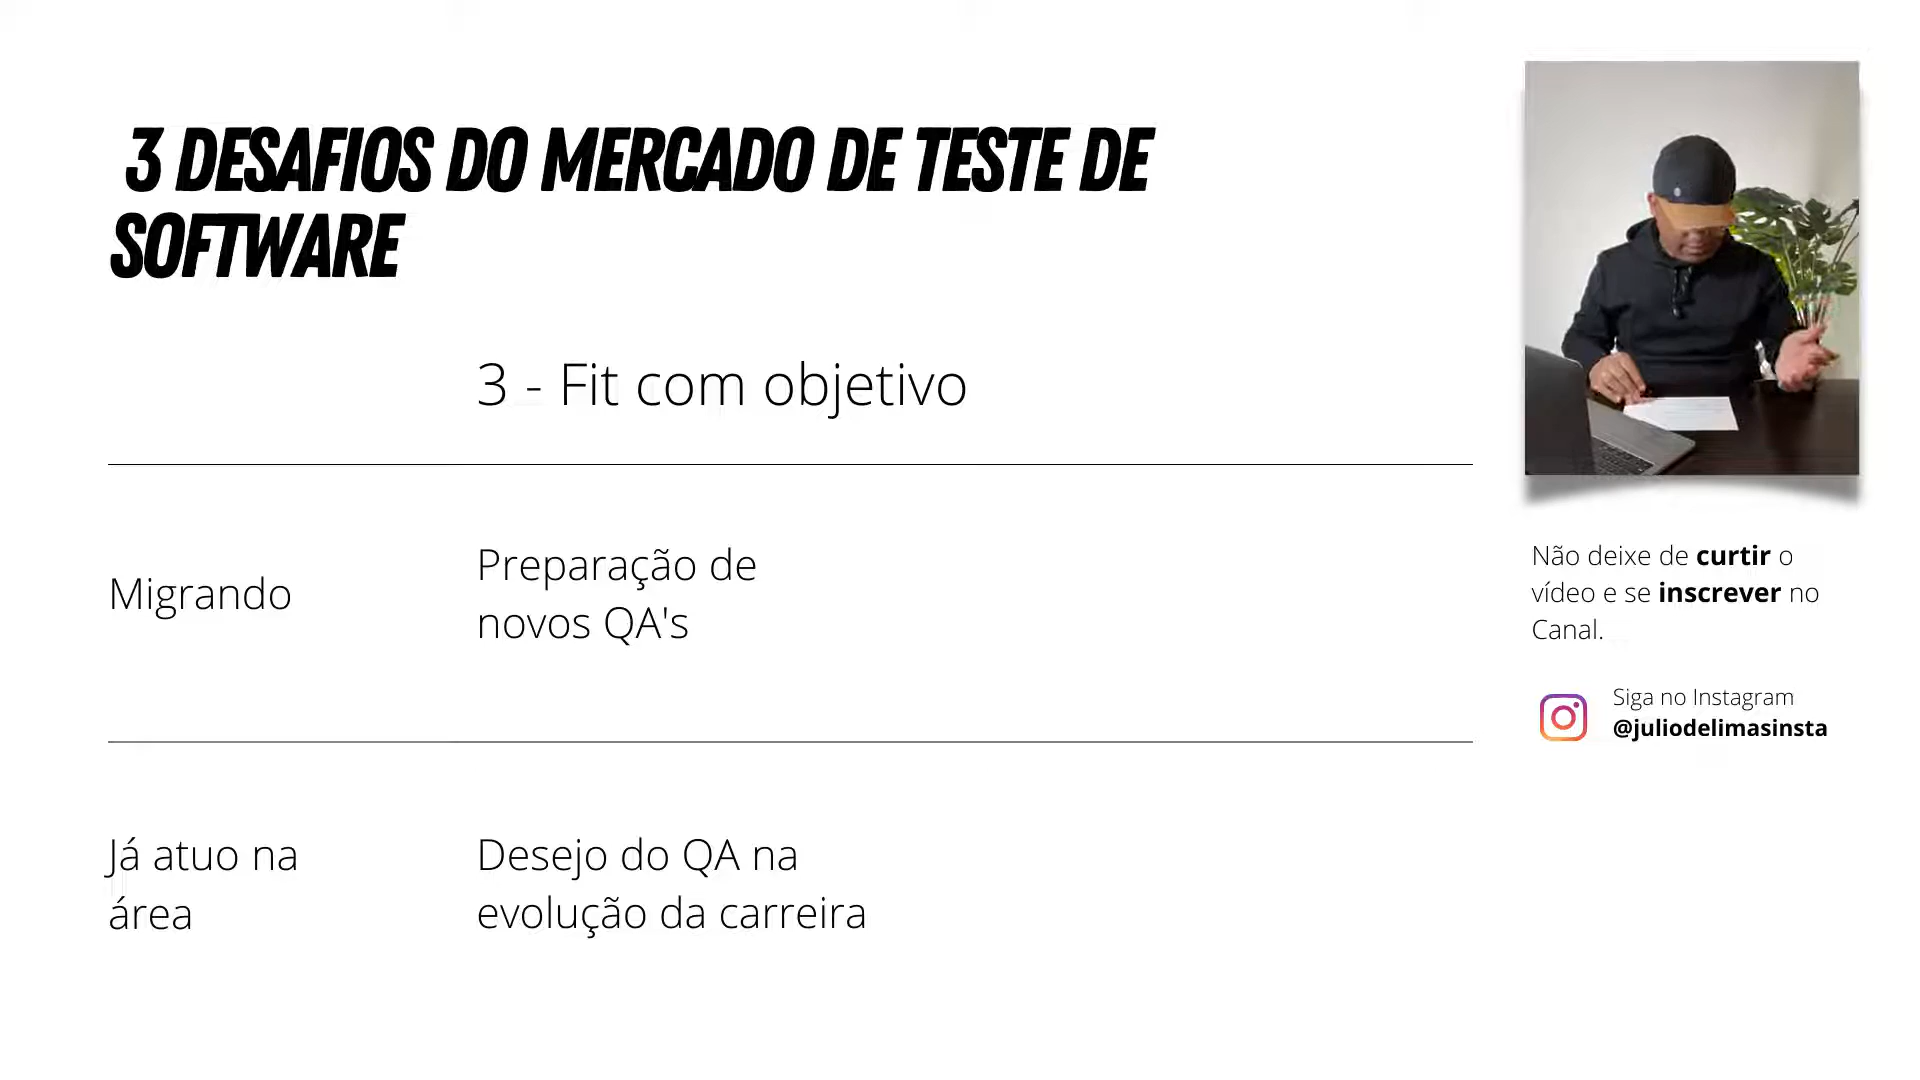 3 DESAFIOS DO MERCADO DE TESTE DE
SOFTWARE
3 - Fit com objetivo
Migrando
Preparação de
novos QA's
Já atuo na
área
Desejo do QA na
evolução da carreira
Não deixe de curtir o
vídeo e se inscrever no
Canal.
Siga no Instagram
@juliodelimasinsta